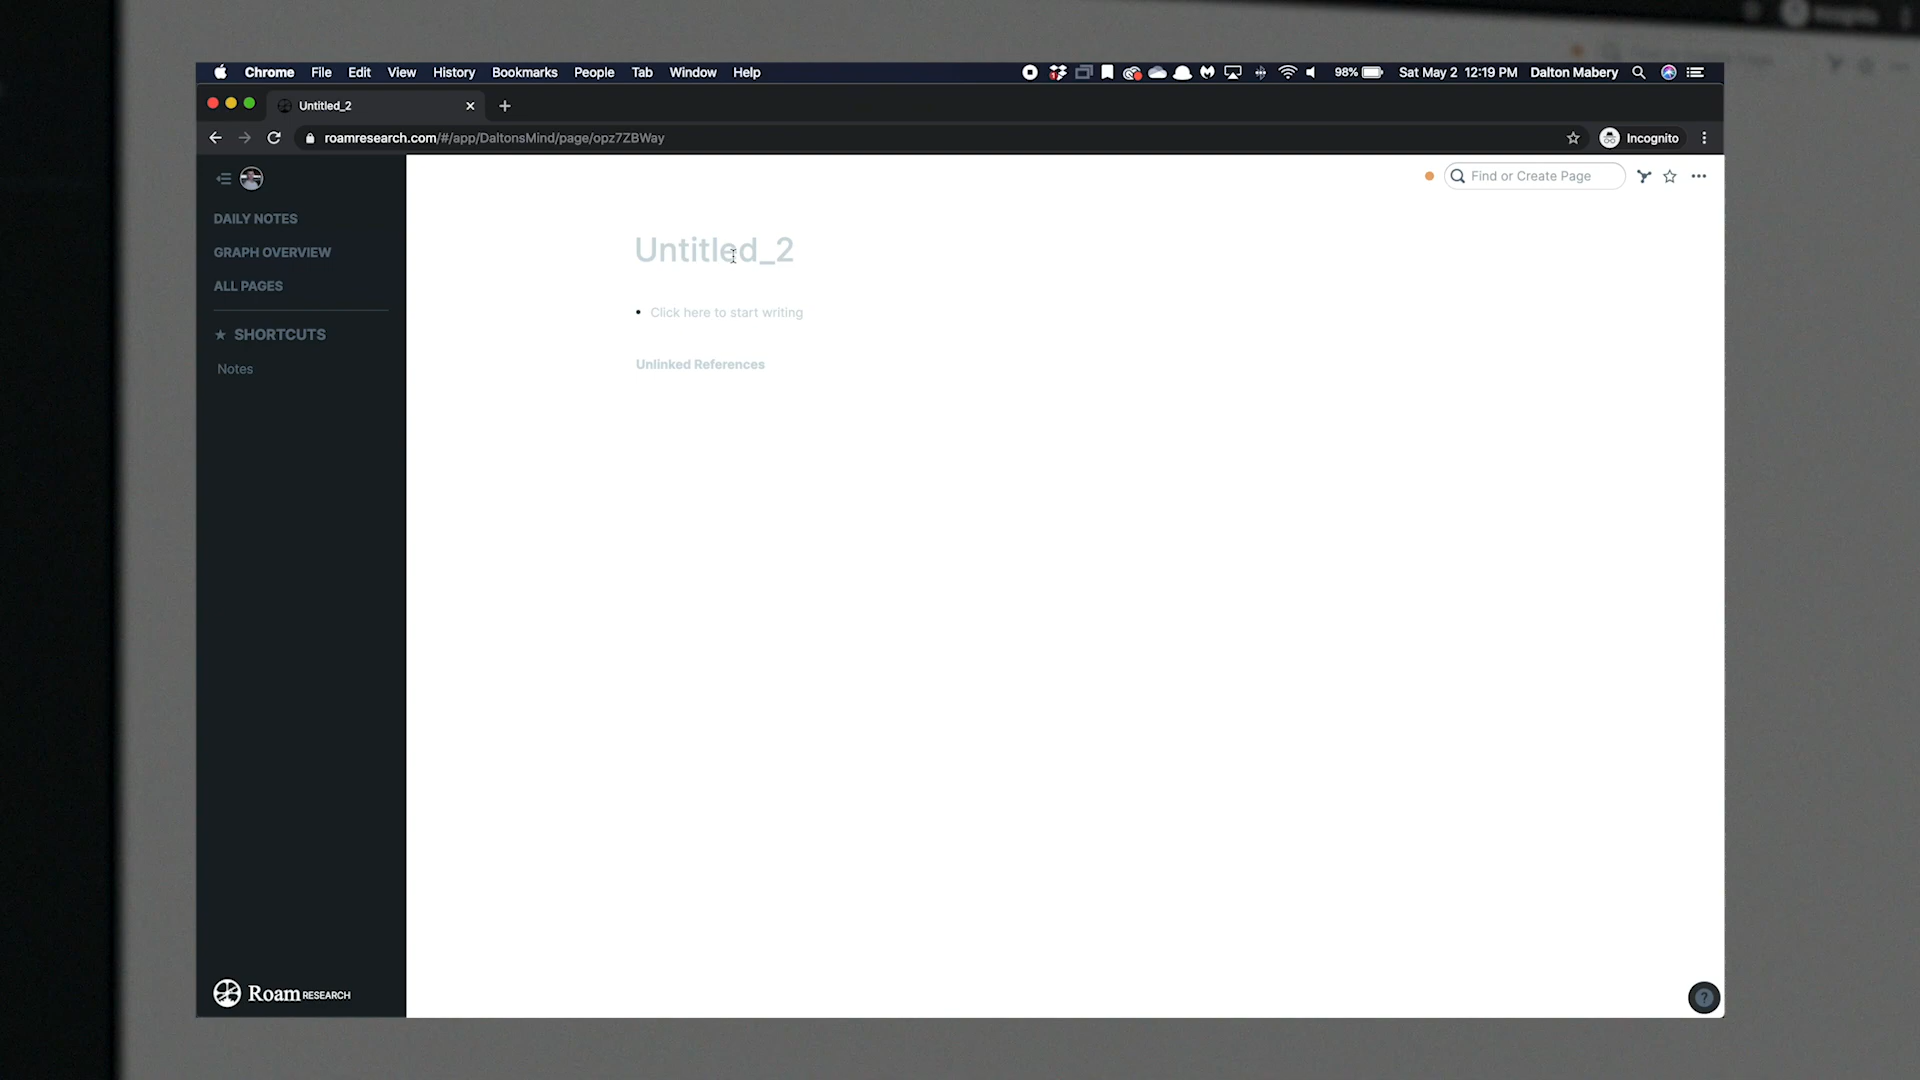 Chrome File Edit View History Bookmarks People Tab Window Help 98% Sat May 2 12:19 PM Dalton Mabery
Untitled_2
roamresearch.com/#/app/DaltonsMind/page/opz7ZBWay Incognito
Find or Create Page
DAILY NOTES
GRAPH OVERVIEW
ALL PAGES
SHORTCUTS
Notes
Untitled_2
Click here to start writing
Unlinked References
Roam RESEARCH
?